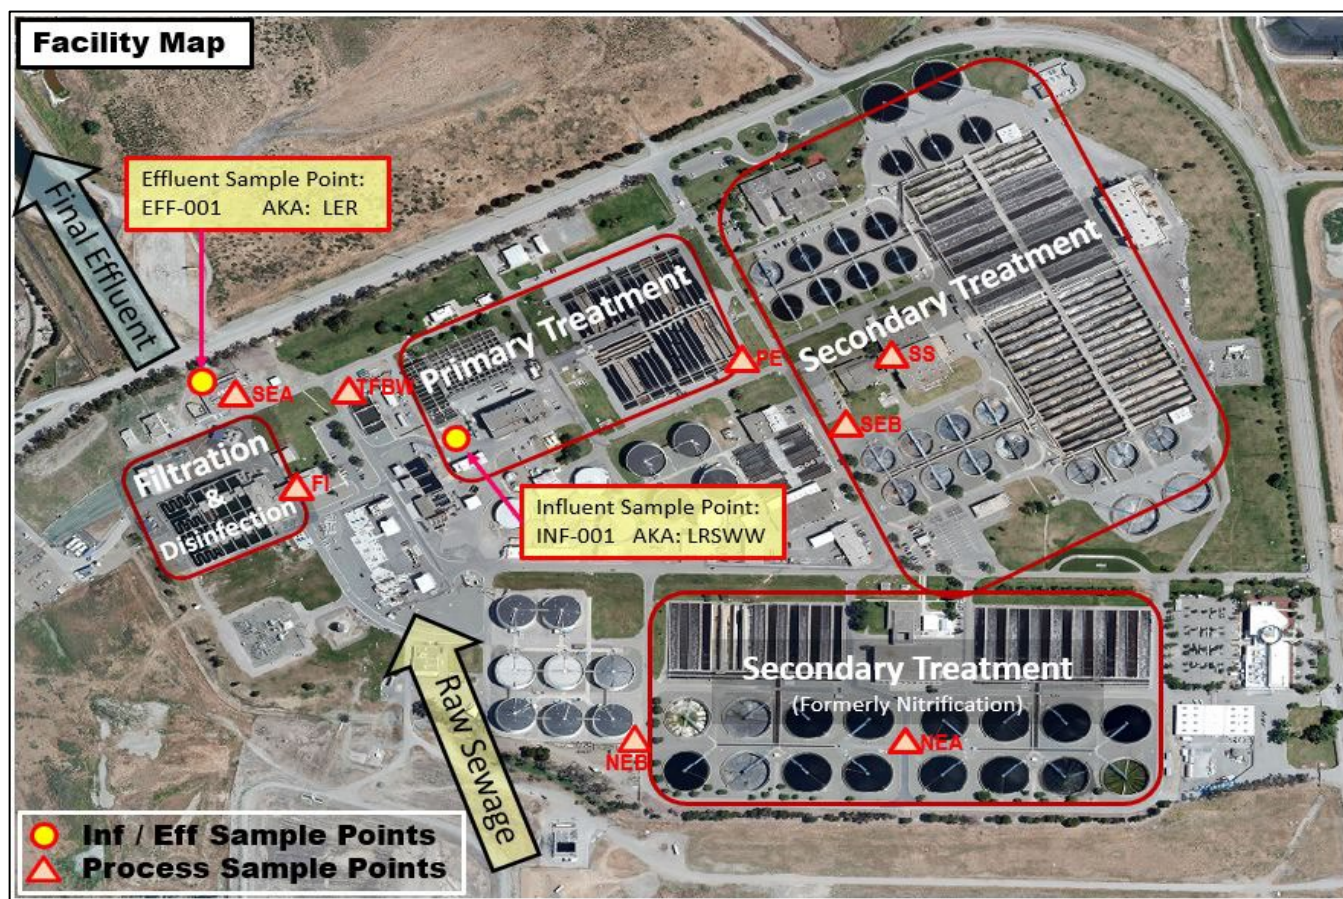 Facility Map
Final Effluent
Effluent Sample Point:
EFF-001 AKA: LER
SEA
TFBW
Primary Treatment
PE
Secondary Treatment
SS
SEB
Filtration
&
Disinfection
FI
Influent Sample Point:
INF-001 AKA: LRSWW
Raw Sewage
Secondary Treatment
(Formerly Nitrification)
NEB
NEA
Inf / Eff Sample Points
Process Sample Points